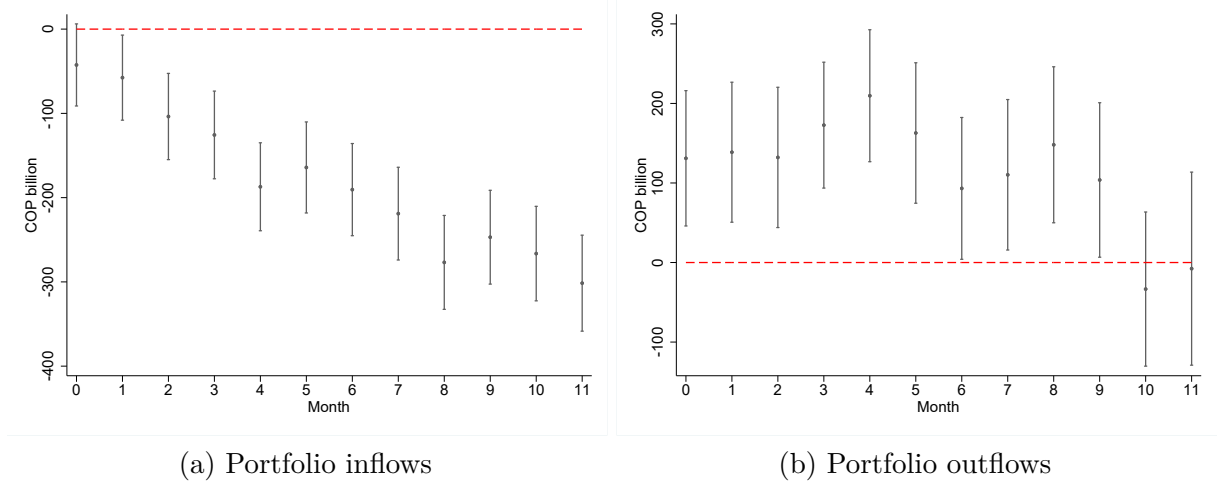 0
-100
-200
-300
-400
COP billion
0 1 2 3 4 5 6 7 8 9 10 11
Month
(a) Portfolio inflows
300
200
100
0
-100
COP billion
0 1 2 3 4 5 6 7 8 9 10 11
Month
(b) Portfolio outflows